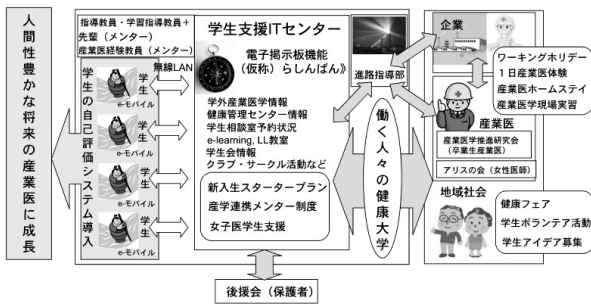 人間性豊かな将来の産業医に成長
指導教員・学習指導教員＋
先輩（メンター）
産業医経験教員（メンター）
学生の自己評価システム導入
無線LAN
学生
e-モバイル
学生
e-モバイル
学生
e-モバイル
学生
e-モバイル
学生支援ITセンター
電子掲示板機能
（仮称）らしんばん》
学外産業医学情報
健康管理センター情報
学生相談室予約状況
e-learning, LL教室
学生会情報
クラブ・サークル活動など
新入生スタータープラン
産学連携メンター制度
女子医学生支援
進路指導部
働く人々の健康大学
企業
ワーキングホリデー
１日産業医体験
産業医ホームステイ
産業医学現場実習
産業医
産業医学推進研究会
（卒業生産業医）
アリスの会（女性医師）
地域社会
健康フェア
学生ボランテア活動
学生アイデア募集
後援会（保護者）